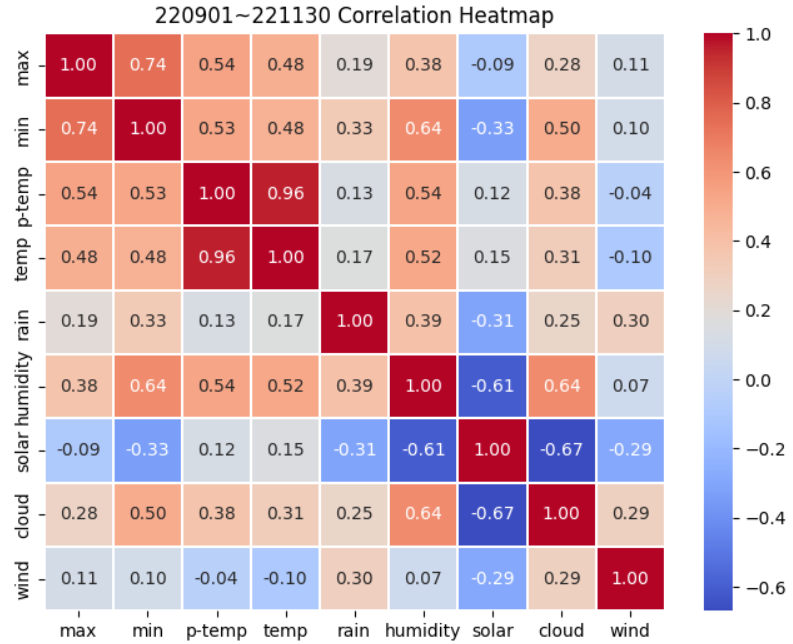 220901~221130 Correlation Heatmap
max 1.00 0.74 0.54 0.48 0.19 0.38 -0.09 0.28 0.11
min 0.74 1.00 0.53 0.48 0.33 0.64 -0.33 0.50 0.10
p-temp 0.54 0.53 1.00 0.96 0.13 0.54 0.12 0.38 -0.04
temp 0.48 0.48 0.96 1.00 0.17 0.52 0.15 0.31 -0.10
rain 0.19 0.33 0.13 0.17 1.00 0.39 -0.31 0.25 0.30
humidity 0.38 0.64 0.54 0.52 0.39 1.00 -0.61 0.64 0.07
solar -0.09 -0.33 0.12 0.15 -0.31 -0.61 1.00 -0.67 -0.29
cloud 0.28 0.50 0.38 0.31 0.25 0.64 -0.67 1.00 0.29
wind 0.11 0.10 -0.04 -0.10 0.30 0.07 -0.29 0.29 1.00
max min p-temp temp rain humidity solar cloud wind
1.0
0.8
0.6
0.4
0.2
0.0
−0.2
−0.4
−0.6